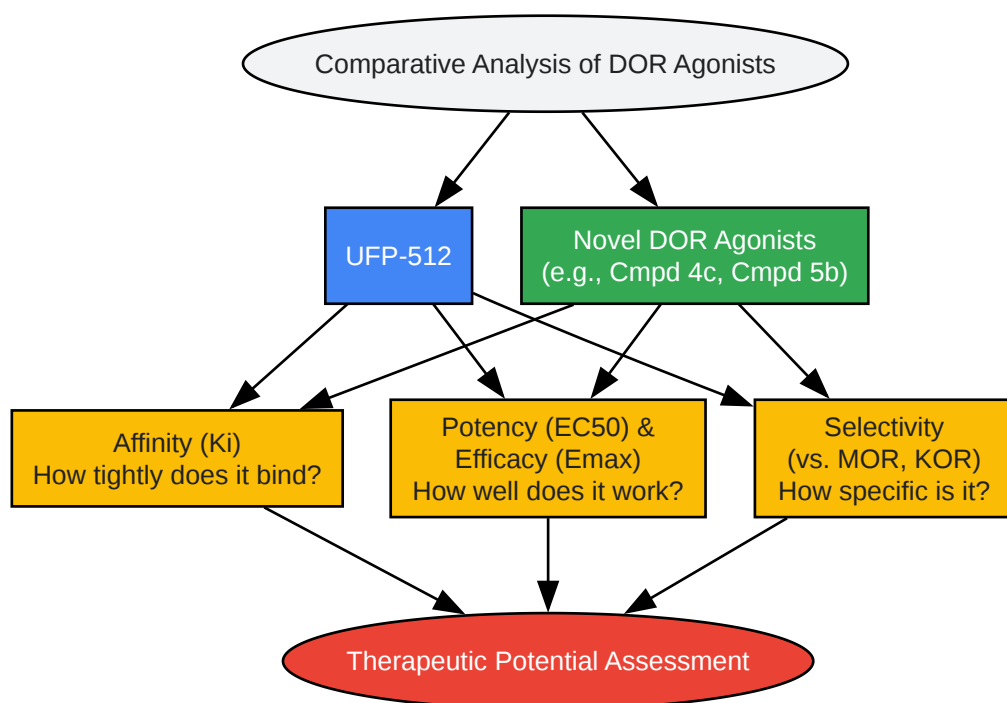 Comparative Analysis of DOR Agonists
UFP-512
Novel DOR Agonists
(e.g., Cmpd 4c, Cmpd 5b)
Affinity (Ki)
How tightly does it bind?
Potency (EC50) &
Efficacy (Emax)
How well does it work?
Selectivity
(vs. MOR, KOR)
How specific is it?
Therapeutic Potential Assessment